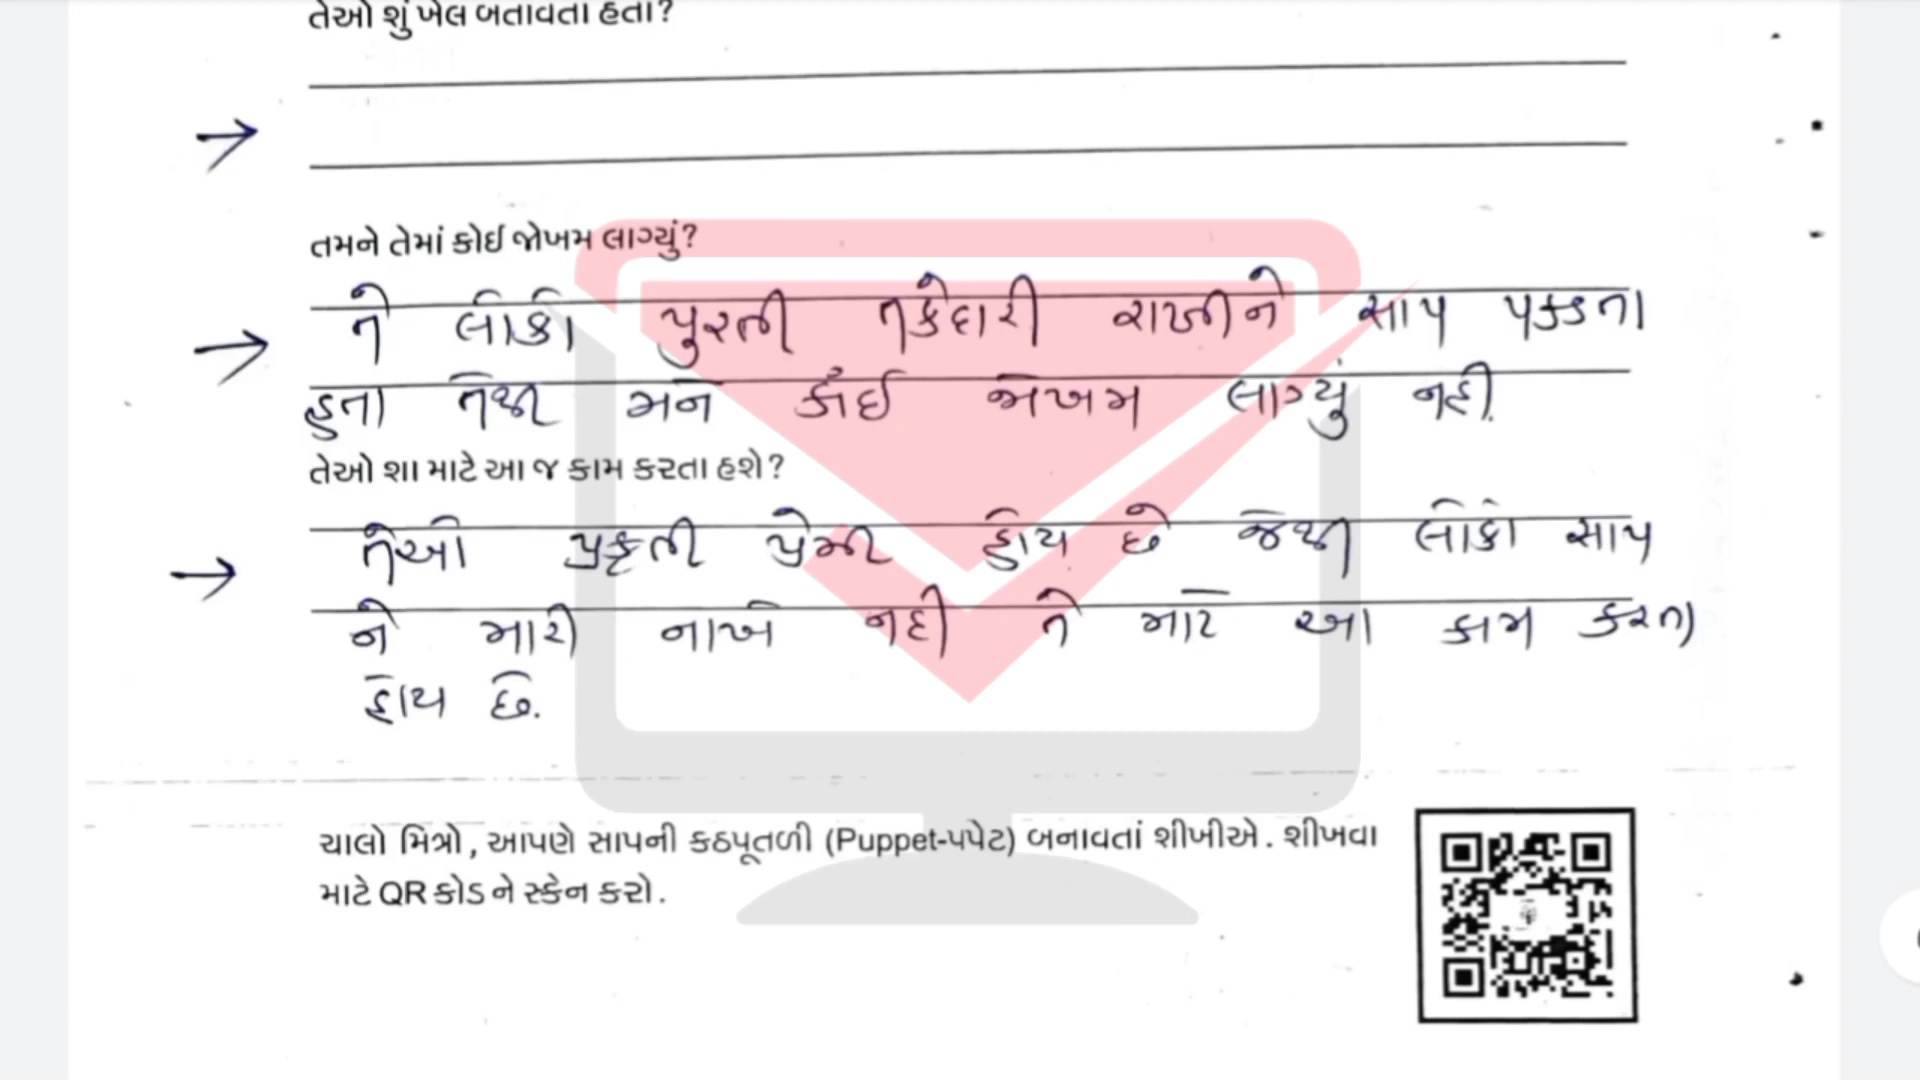 તેઓ શું ખેલ બતાવતા હતા?
તમને તેમાં કોઈ જોખમ લાગ્યું?
તે લોકો પુરતી તકેદારી રાખીને સાપ પકડતા
હતા તેથી મને કોઈ જોખમ લાગ્યું નહી.
તેઓ શા માટે આ જ કામ કરતા હશે?
તેઓ પ્રકૃતી પ્રેમી હોય છે જેથી લોકો સાપ
ને મારી નાખે નહી તે માટે આ કામ કરતા
હોય છે.
ચાલો મિત્રો, આપણે સાપની કઠપૂતળી (Puppet-પપેટ) બનાવતાં શીખીએ. શીખવા
માટે QR કોડ ને સ્કેન કરો.